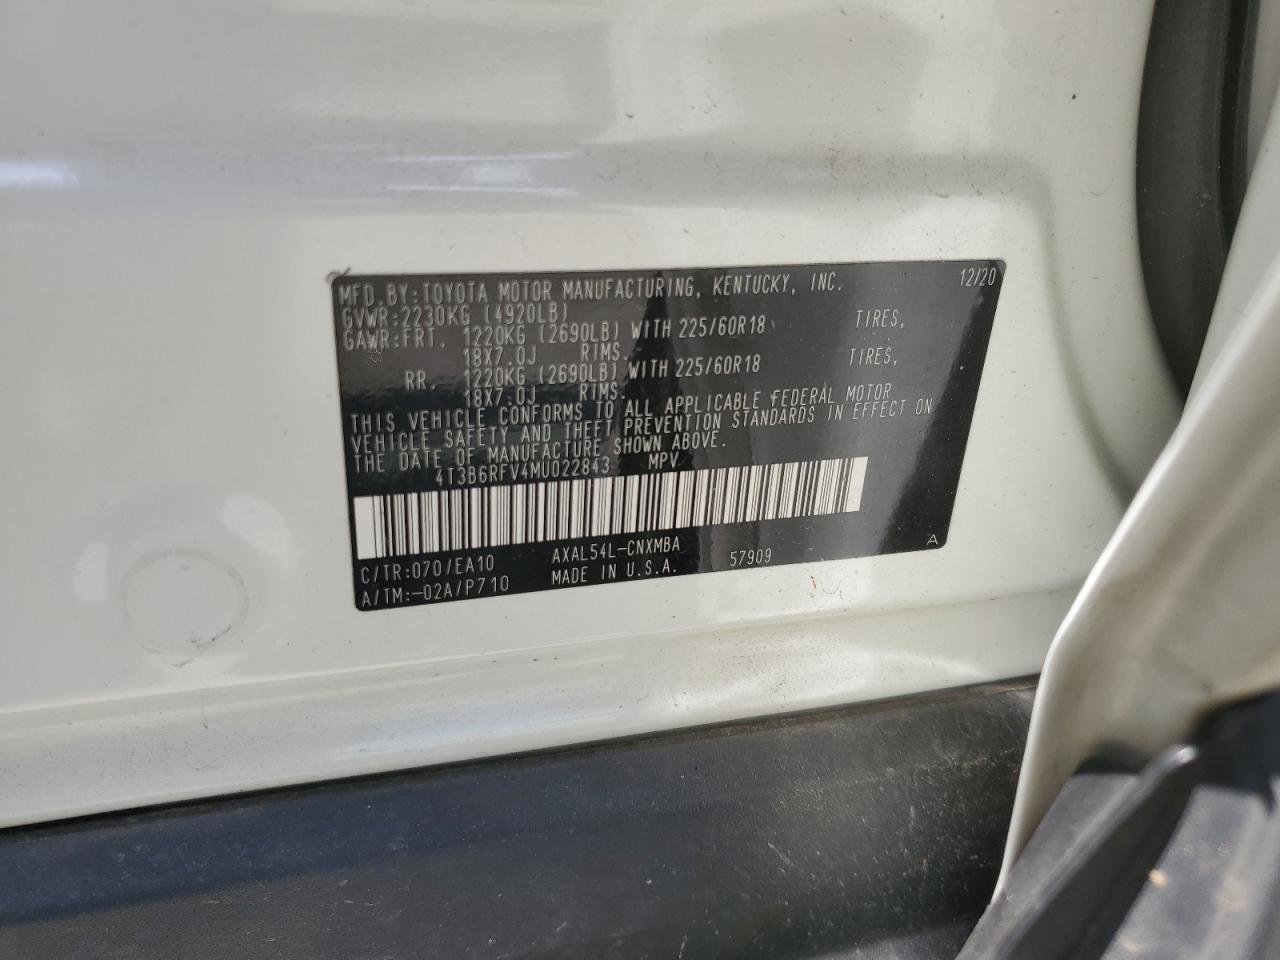 MFD.BY:TOYOTA MOTOR MANUFACTURING, KENTUCKY, INC. 12/20
GVWR:2230KG (4920LB)
GAWR:FRT. 1220KG (2690LB) WITH 225/60R18 TIRES,
18X7.0J RIMS.
RR. 1220KG (2690LB) WITH 225/60R18 TIRES,
18X7.0J RIMS.
THIS VEHICLE CONFORMS TO ALL APPLICABLE FEDERAL MOTOR
VEHICLE SAFETY AND THEFT PREVENTION STANDARDS IN EFFECT ON
THE DATE OF MANUFACTURE SHOWN ABOVE.
4T3B6RFV4MU022843 MPV
C/TR:070/EA10 AXAL54L-CNXMBA
A/TM:-02A/P710 MADE IN U.S.A. 57909 A